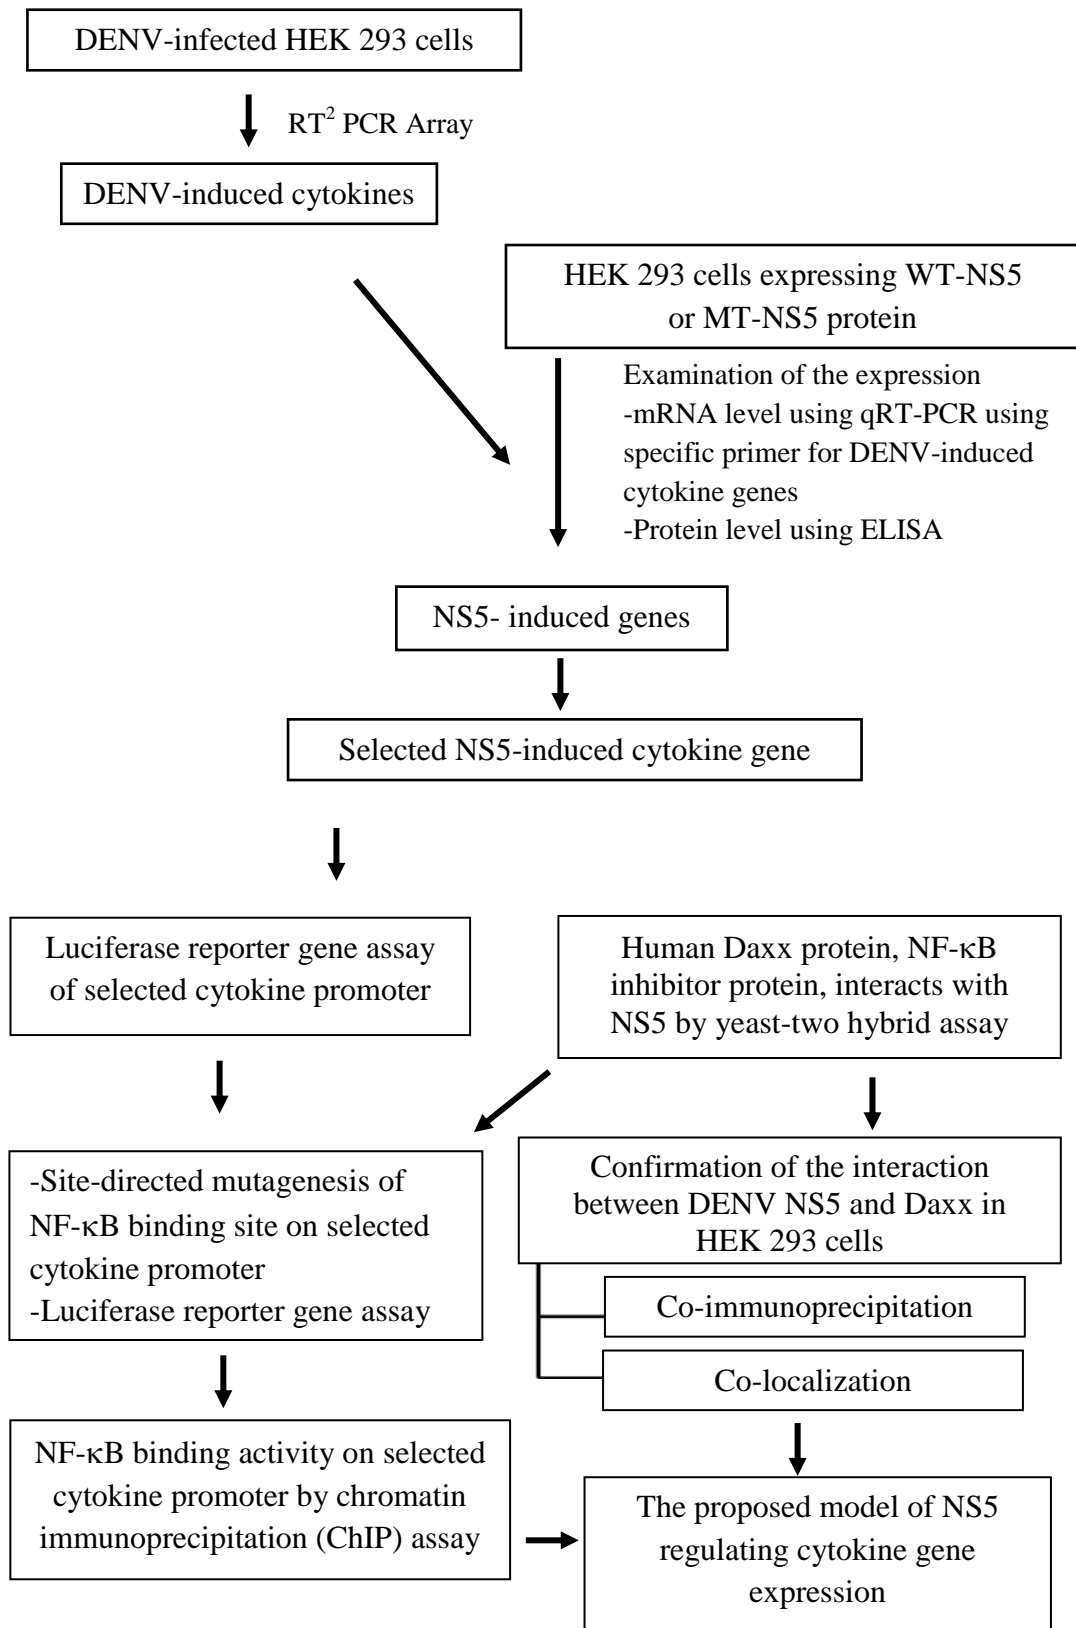 DENV-infected HEK 293 cells
RT² PCR Array
DENV-induced cytokines
HEK 293 cells expressing WT-NS5
or MT-NS5 protein
Examination of the expression
-mRNA level using qRT-PCR using
specific primer for DENV-induced
cytokine genes
-Protein level using ELISA
NS5- induced genes
Selected NS5-induced cytokine gene
Luciferase reporter gene assay
of selected cytokine promoter
Human Daxx protein, NF-κB
inhibitor protein, interacts with
NS5 by yeast-two hybrid assay
-Site-directed mutagenesis of
NF-κB binding site on selected
cytokine promoter
-Luciferase reporter gene assay
Confirmation of the interaction
between DENV NS5 and Daxx in
HEK 293 cells
Co-immunoprecipitation
Co-localization
NF-κB binding activity on selected
cytokine promoter by chromatin
immunoprecipitation (ChIP) assay
The proposed model of NS5
regulating cytokine gene
expression